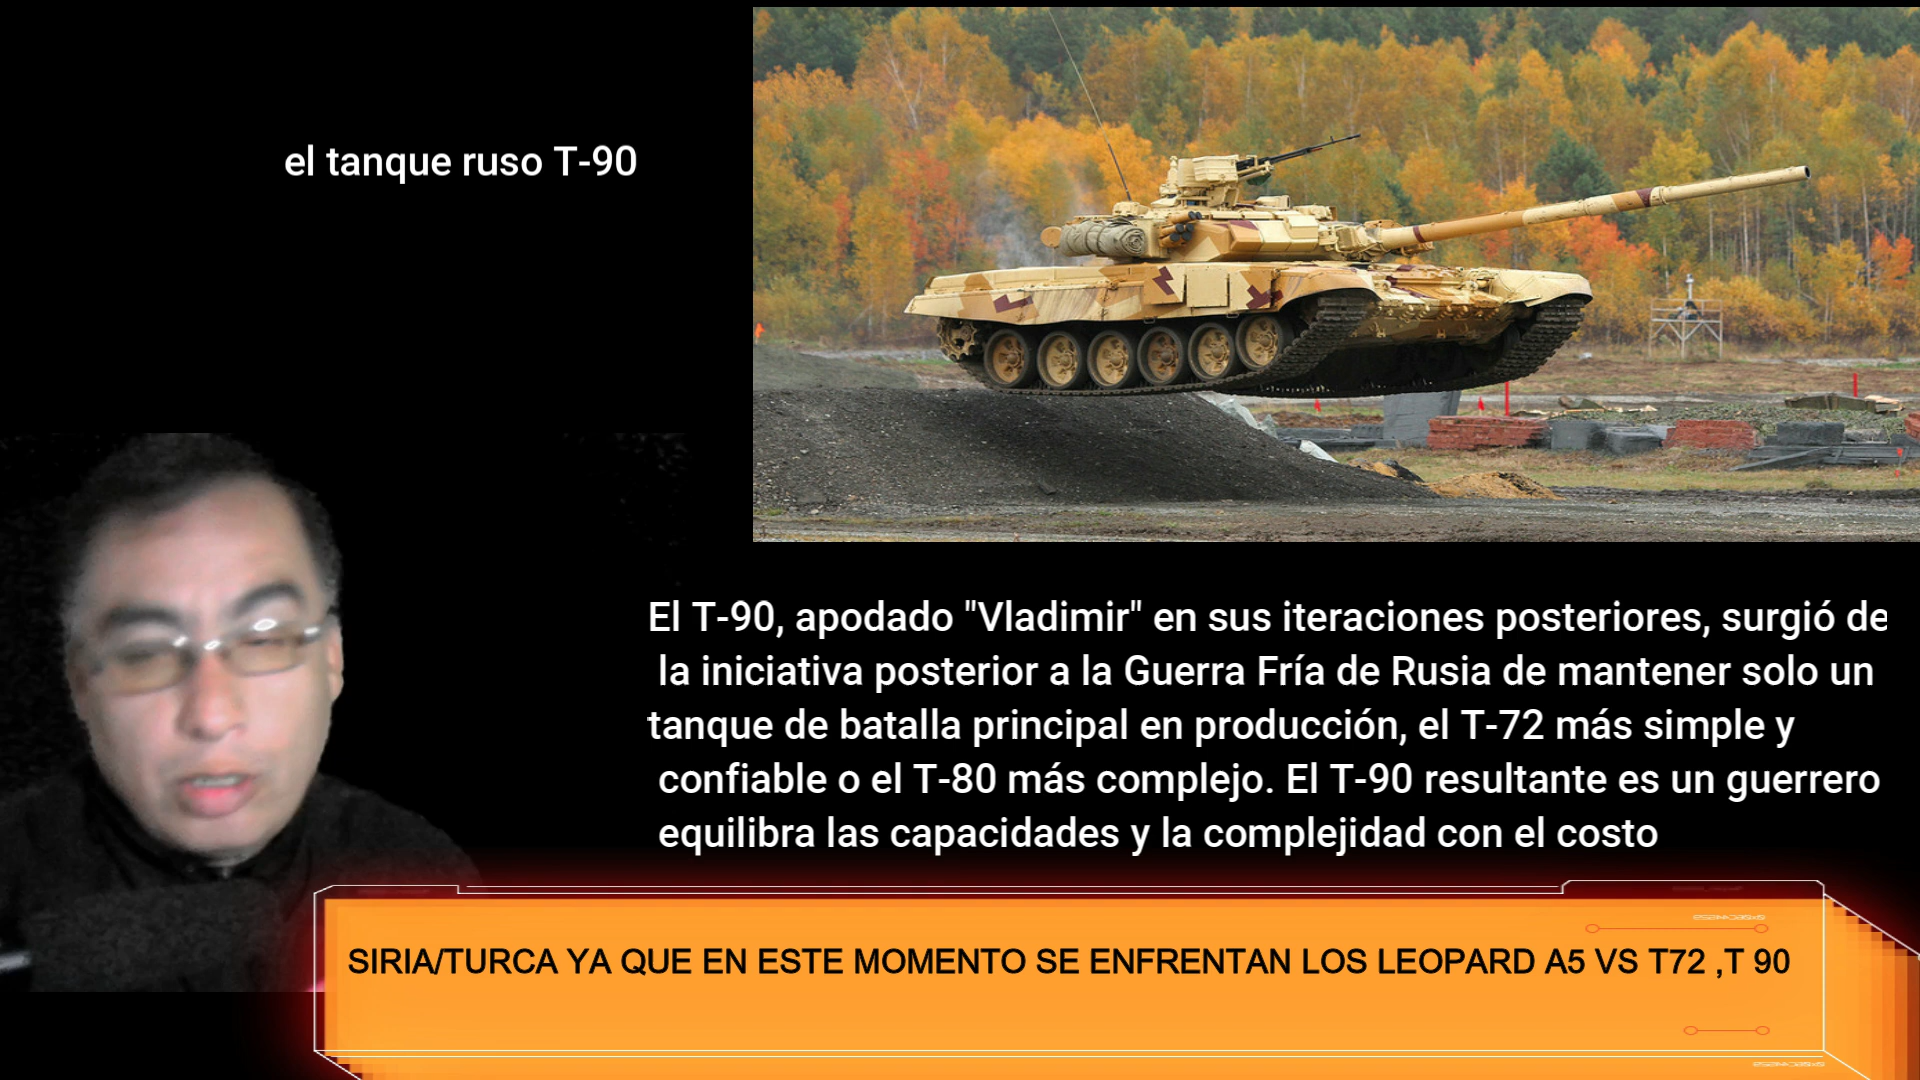 el tanque ruso T-90
El T-90, apodado "Vladimir" en sus iteraciones posteriores, surgió de
la iniciativa posterior a la Guerra Fría de Rusia de mantener solo un
tanque de batalla principal en producción, el T-72 más simple y
confiable o el T-80 más complejo. El T-90 resultante es un guerrero
equilibra las capacidades y la complejidad con el costo
SIRIA/TURCA YA QUE EN ESTE MOMENTO SE ENFRENTAN LOS LEOPARD A5 VS T72 ,T 90